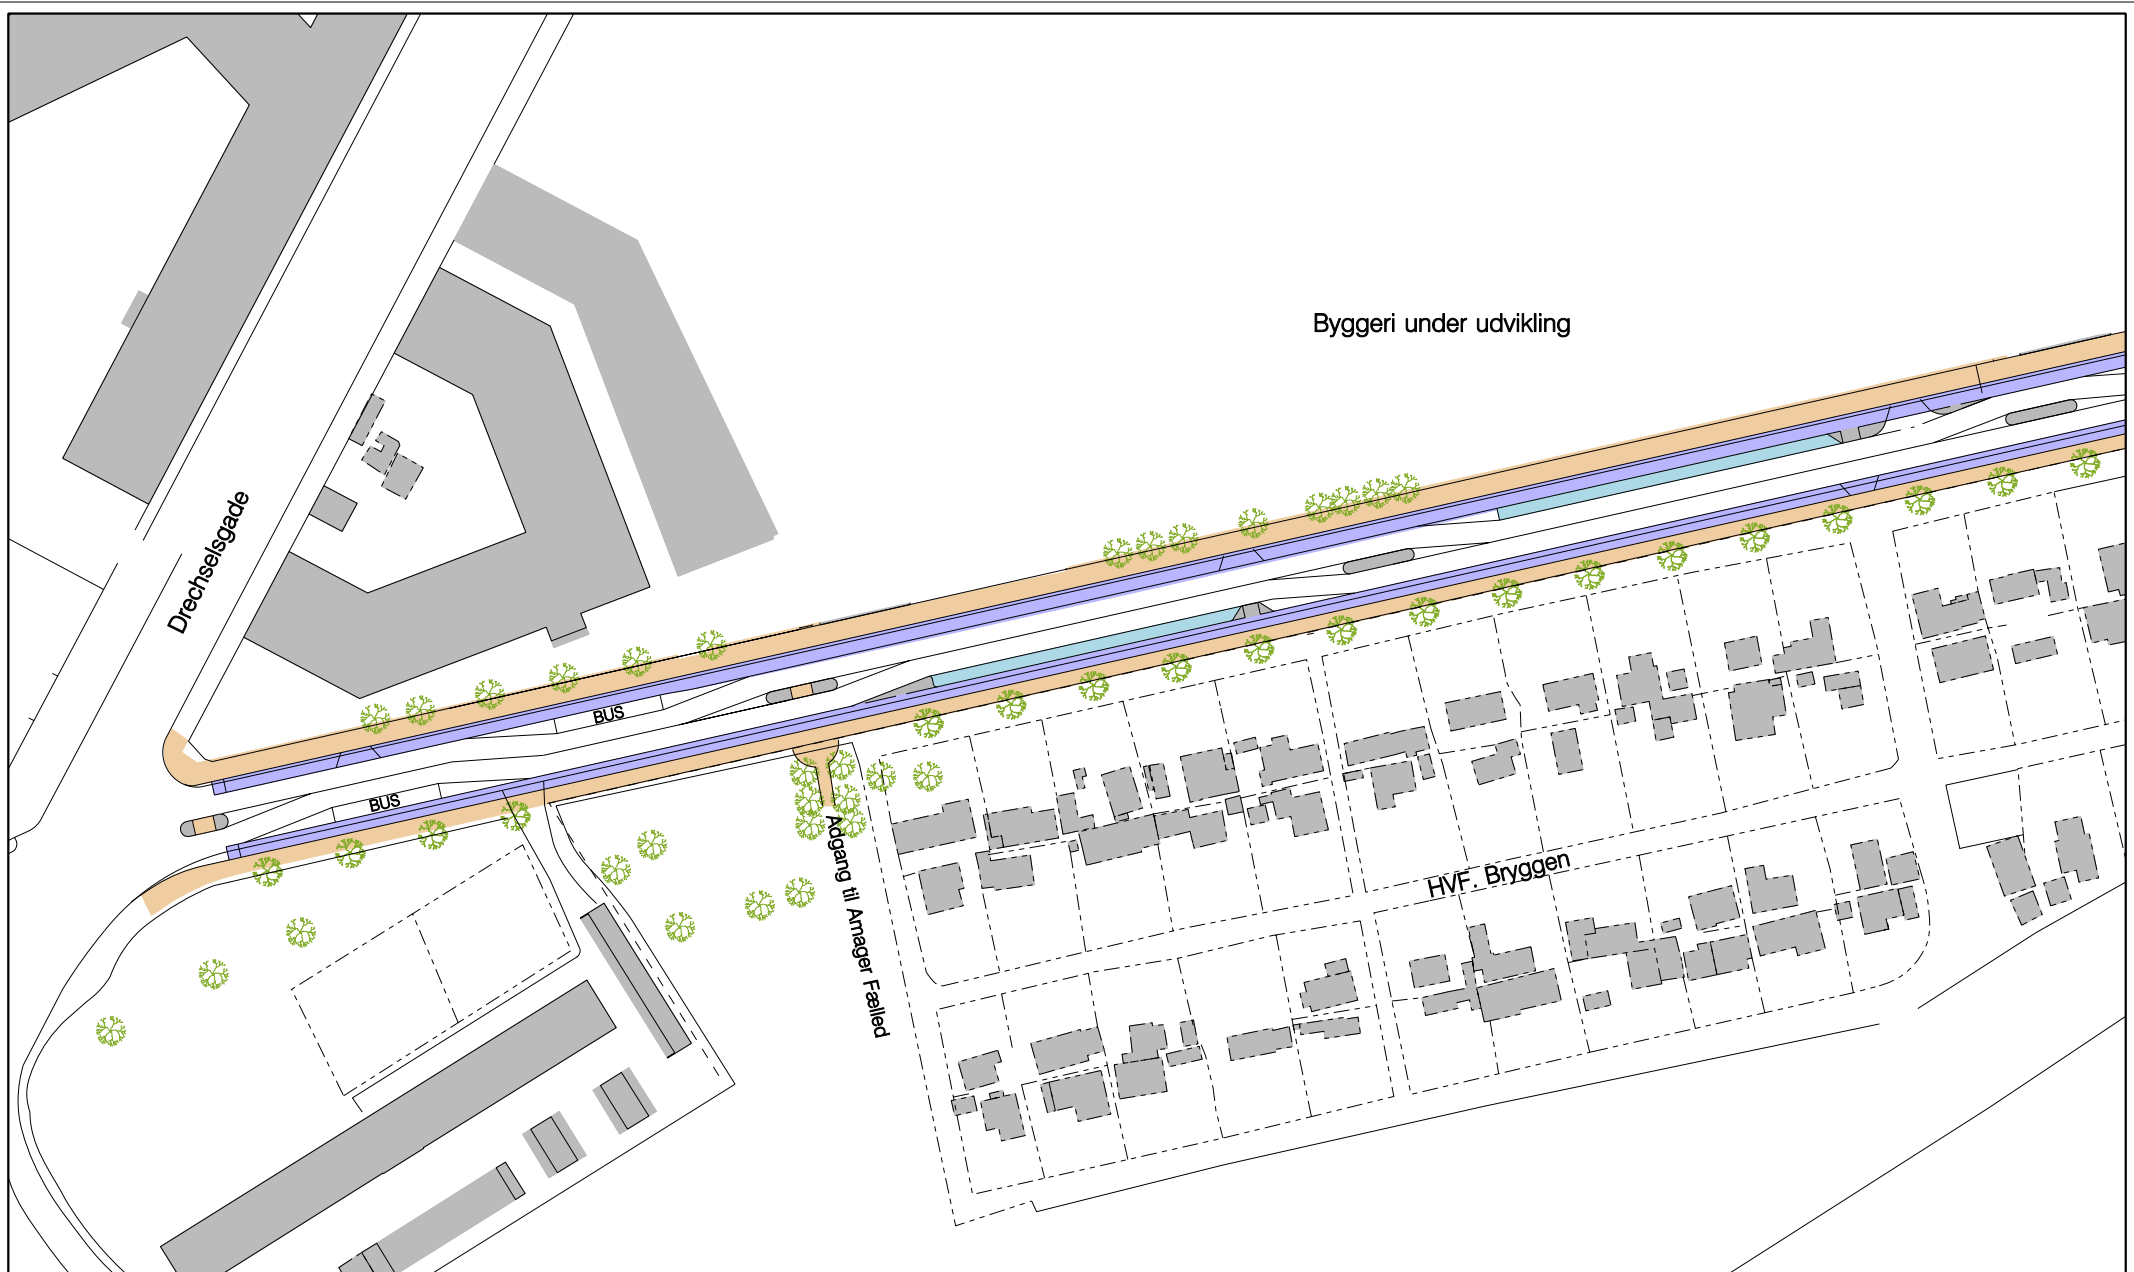 Byggeri under udvikling
Drechselsgade
BUS
BUS
Adgang til Amager Fælled
HVF. Bryggen